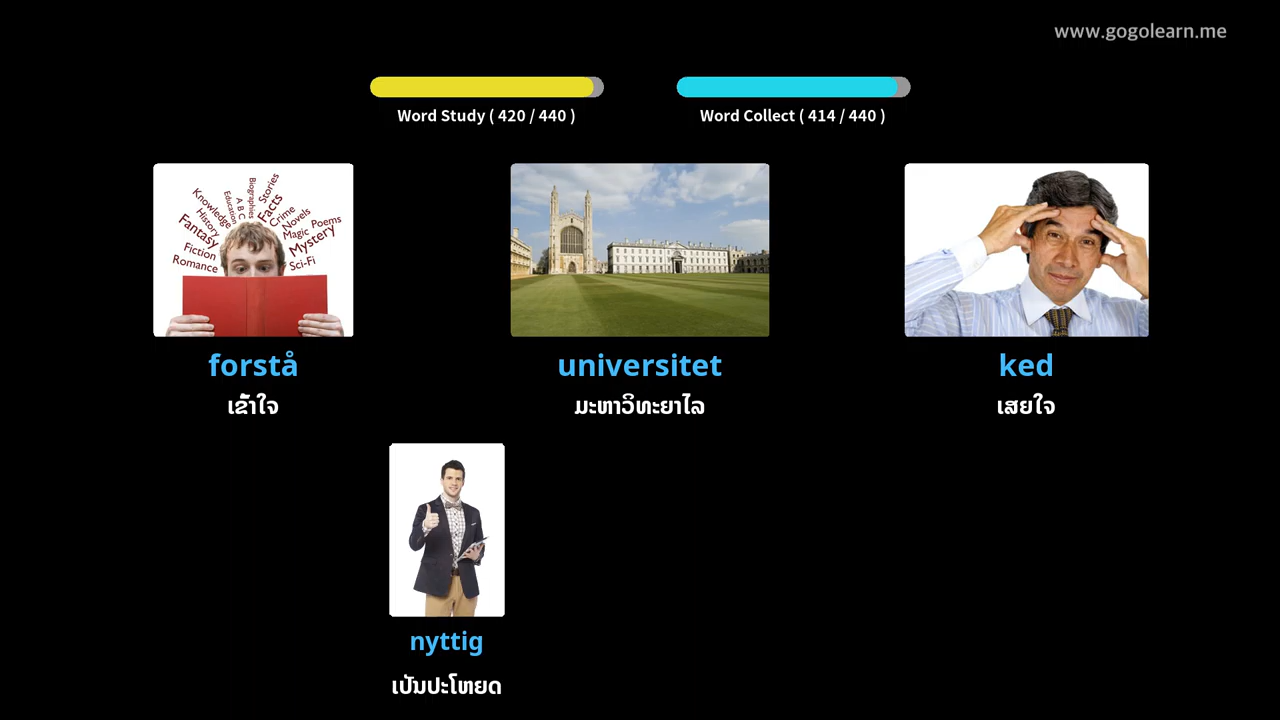 www.gogolearn.me
Word Study ( 420 / 440 )
Word Collect ( 414 / 440 )
Knowledge
History
Fantasy
Fiction
Romance
Education
A B C
Biographies
Stories
Facts
Crime
Novels
Magic
Poems
Mystery
Sci-Fi
forstå
universitet
ked
ເຂົ້າໃຈ
ມະຫາວິທະຍາໄລ
ເສຍໃຈ
nyttig
ເປັນປະໂຫຍດ